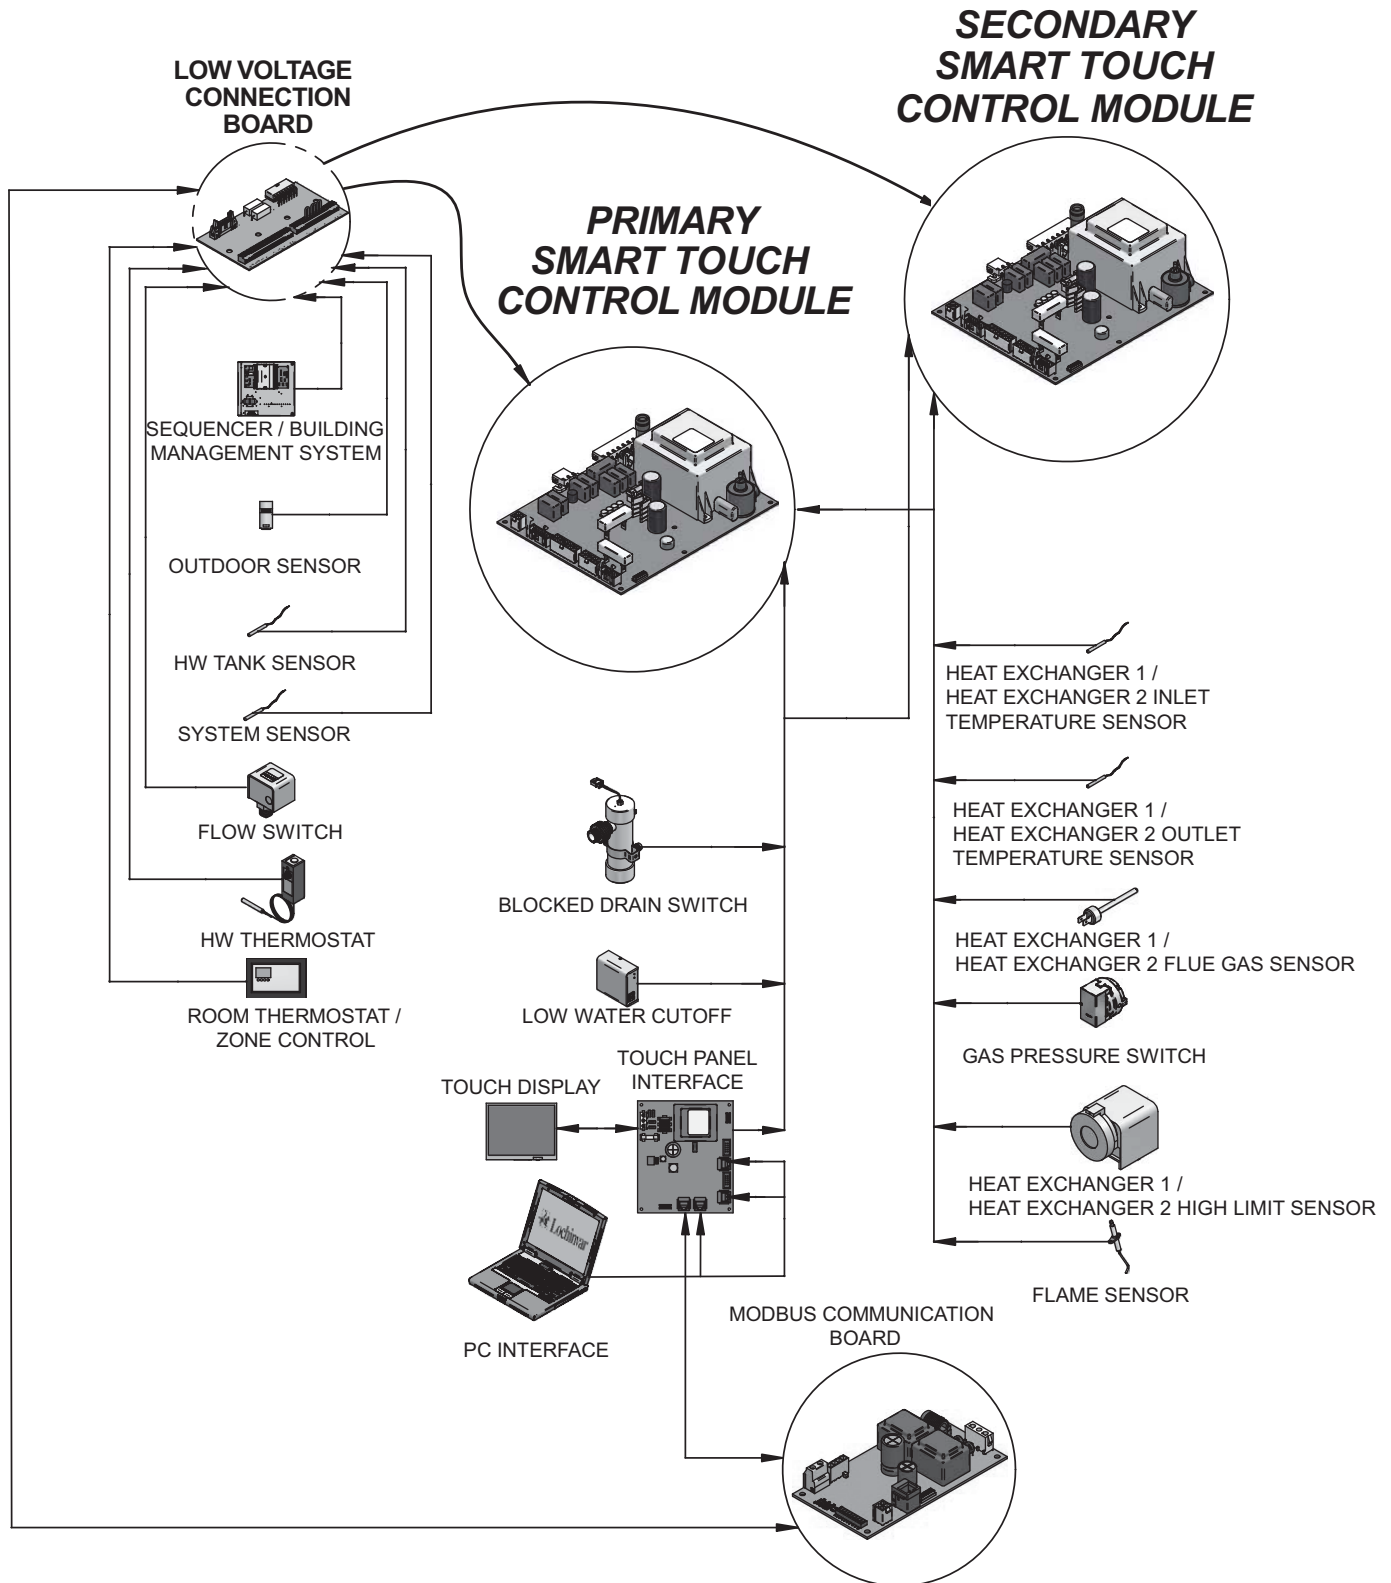 SECONDARY
SMART TOUCH
CONTROL MODULE
LOW VOLTAGE
CONNECTION
BOARD
PRIMARY
SMART TOUCH
CONTROL MODULE
SEQUENCER / BUILDING
MANAGEMENT SYSTEM
OUTDOOR SENSOR
HW TANK SENSOR
SYSTEM SENSOR
FLOW SWITCH
HW THERMOSTAT
ROOM THERMOSTAT /
ZONE CONTROL
BLOCKED DRAIN SWITCH
LOW WATER CUTOFF
TOUCH PANEL
INTERFACE
TOUCH DISPLAY
Lochinvar
PC INTERFACE
HEAT EXCHANGER 1 /
HEAT EXCHANGER 2 INLET
TEMPERATURE SENSOR
HEAT EXCHANGER 1 /
HEAT EXCHANGER 2 OUTLET
TEMPERATURE SENSOR
HEAT EXCHANGER 1 /
HEAT EXCHANGER 2 FLUE GAS SENSOR
GAS PRESSURE SWITCH
HEAT EXCHANGER 1 /
HEAT EXCHANGER 2 HIGH LIMIT SENSOR
FLAME SENSOR
MODBUS COMMUNICATION
BOARD